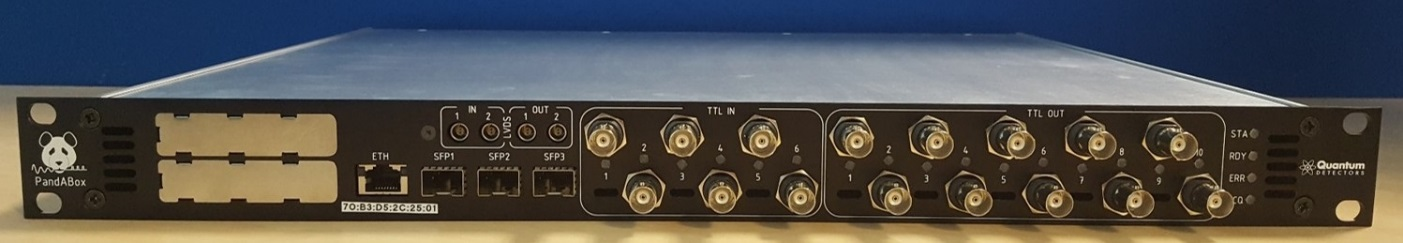 PandABox
ETH
70:B3:D5:2C:25:01
SFP1
SFP2
SFP3
IN
1
2
LVDS
OUT
1
2
TTL IN
2
4
6
1
3
5
TTL OUT
2
4
6
8
10
1
3
5
7
9
STA
RDY
ERR
Quantum
DETECTORS